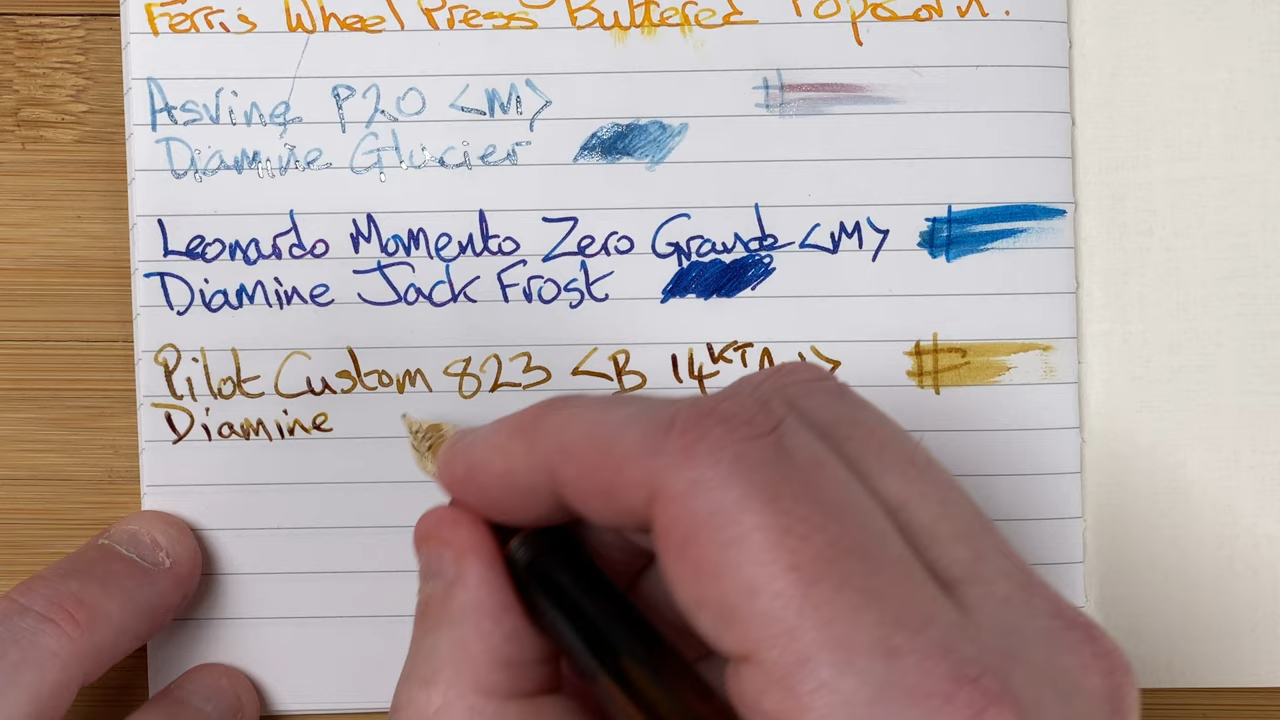 Ferris Wheel Press Buttered Popcorn.
Asvine P20 <M>
Diamine Glacier
Leonardo Momento Zero Grande <M>
Diamine Jack Frost
Pilot Custom 823 <B 14KT
Diamine